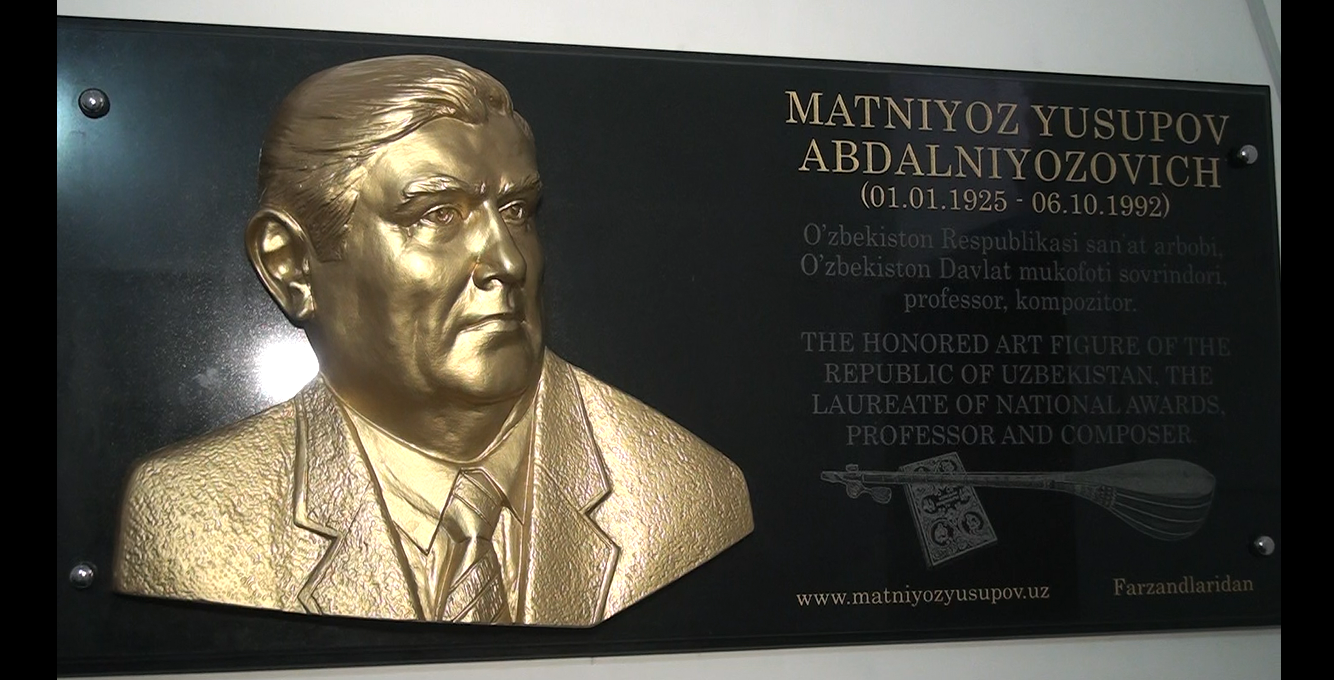 MATNIYOZ YUSUPOV
ABDALNIYOZOVICH
(01.01.1925 - 06.10.1992)
O'zbekiston Respublikasi san'at arbobi,
O'zbekiston Davlat mukofoti sovrindori,
professor, kompozitor.
THE HONORED ART FIGURE OF THE
REPUBLIC OF UZBEKISTAN, THE
LAUREATE OF NATIONAL AWARDS,
PROFESSOR AND COMPOSER.
www.matniyozyusupov.uz
Farzandlaridan